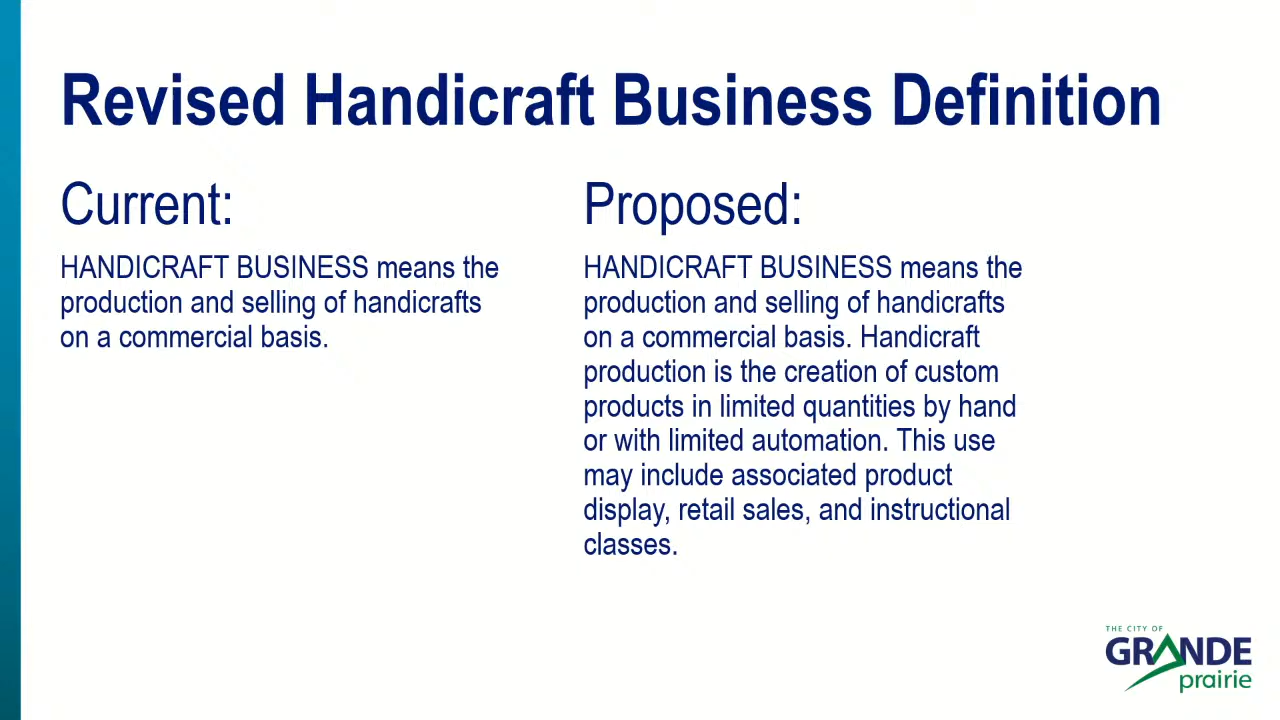 Revised Handicraft Business Definition
Current:
HANDICRAFT BUSINESS means the
production and selling of handicrafts
on a commercial basis.
Proposed:
HANDICRAFT BUSINESS means the
production and selling of handicrafts
on a commercial basis. Handicraft
production is the creation of custom
products in limited quantities by hand
or with limited automation. This use
may include associated product
display, retail sales, and instructional
classes.
THE CITY OF
GRANDE
prairie